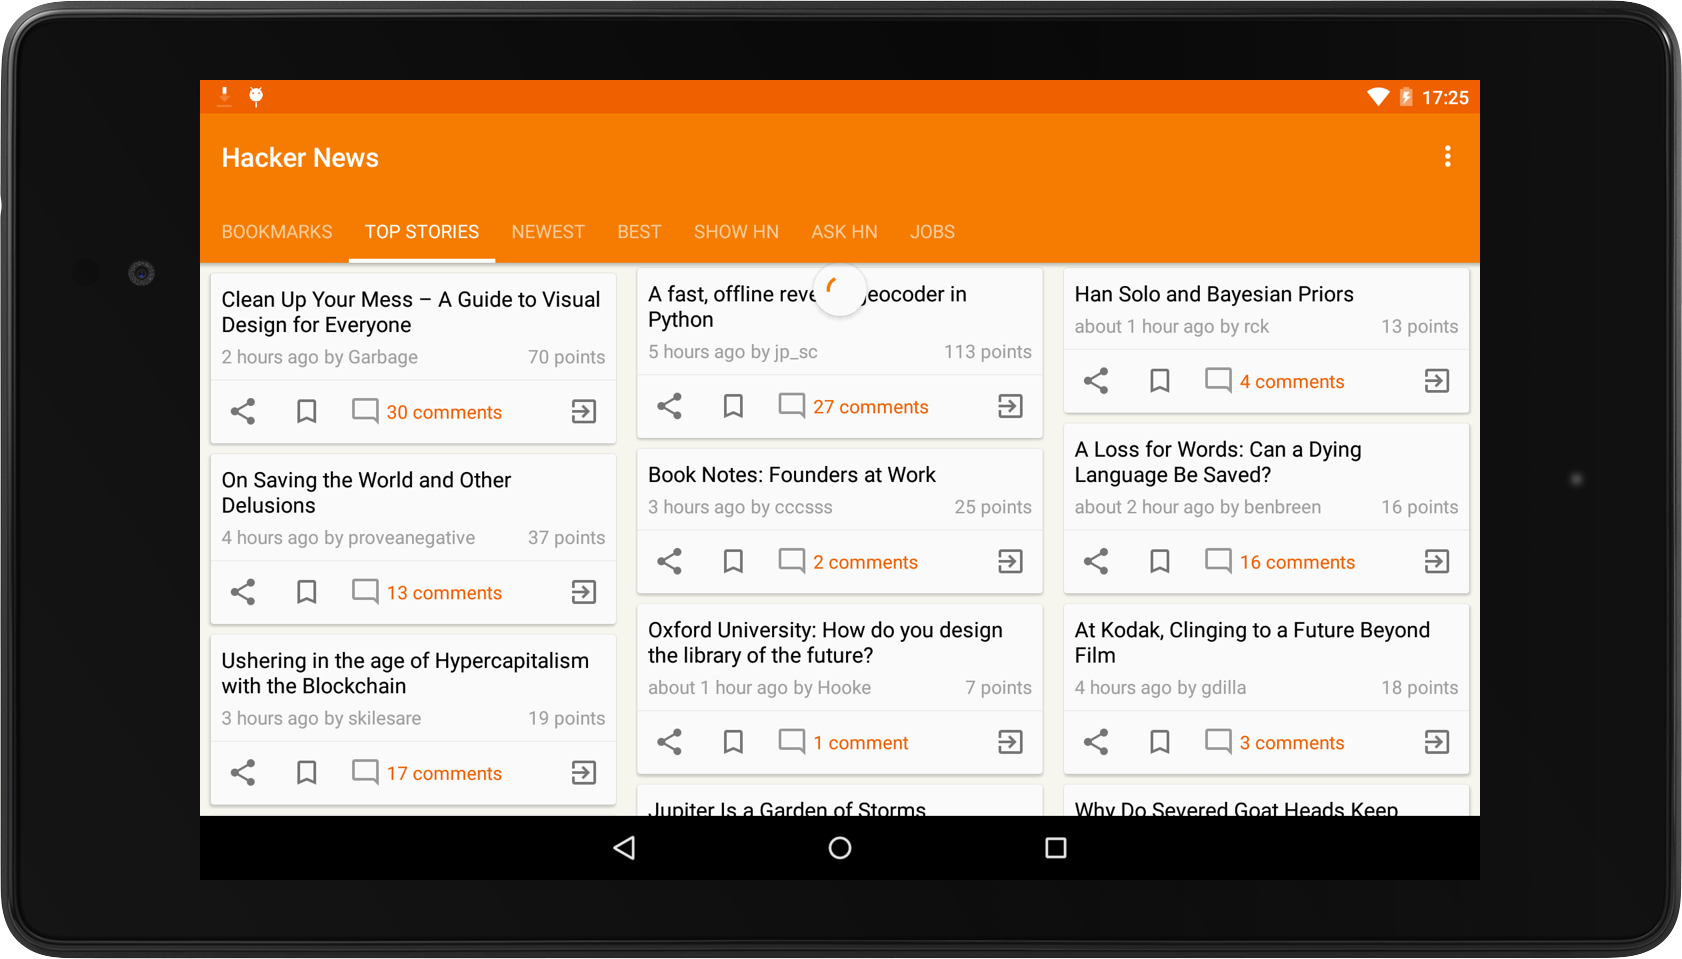 17:25
Hacker News
BOOKMARKS TOP STORIES NEWEST BEST SHOW HN ASK HN JOBS
Clean Up Your Mess – A Guide to Visual
Design for Everyone
2 hours ago by Garbage 70 points
30 comments
On Saving the World and Other
Delusions
4 hours ago by proveanegative 37 points
13 comments
Ushering in the age of Hypercapitalism
with the Blockchain
3 hours ago by skilesare 19 points
17 comments
A fast, offline reve eocoder in
Python
5 hours ago by jp_sc 113 points
27 comments
Book Notes: Founders at Work
3 hours ago by cccsss 25 points
2 comments
Oxford University: How do you design
the library of the future?
about 1 hour ago by Hooke 7 points
1 comment
Jupiter Is a Garden of Storms
Han Solo and Bayesian Priors
about 1 hour ago by rck 13 points
4 comments
A Loss for Words: Can a Dying
Language Be Saved?
about 2 hour ago by benbreen 16 points
16 comments
At Kodak, Clinging to a Future Beyond
Film
4 hours ago by gdilla 18 points
3 comments
Why Do Severed Goat Heads Keep